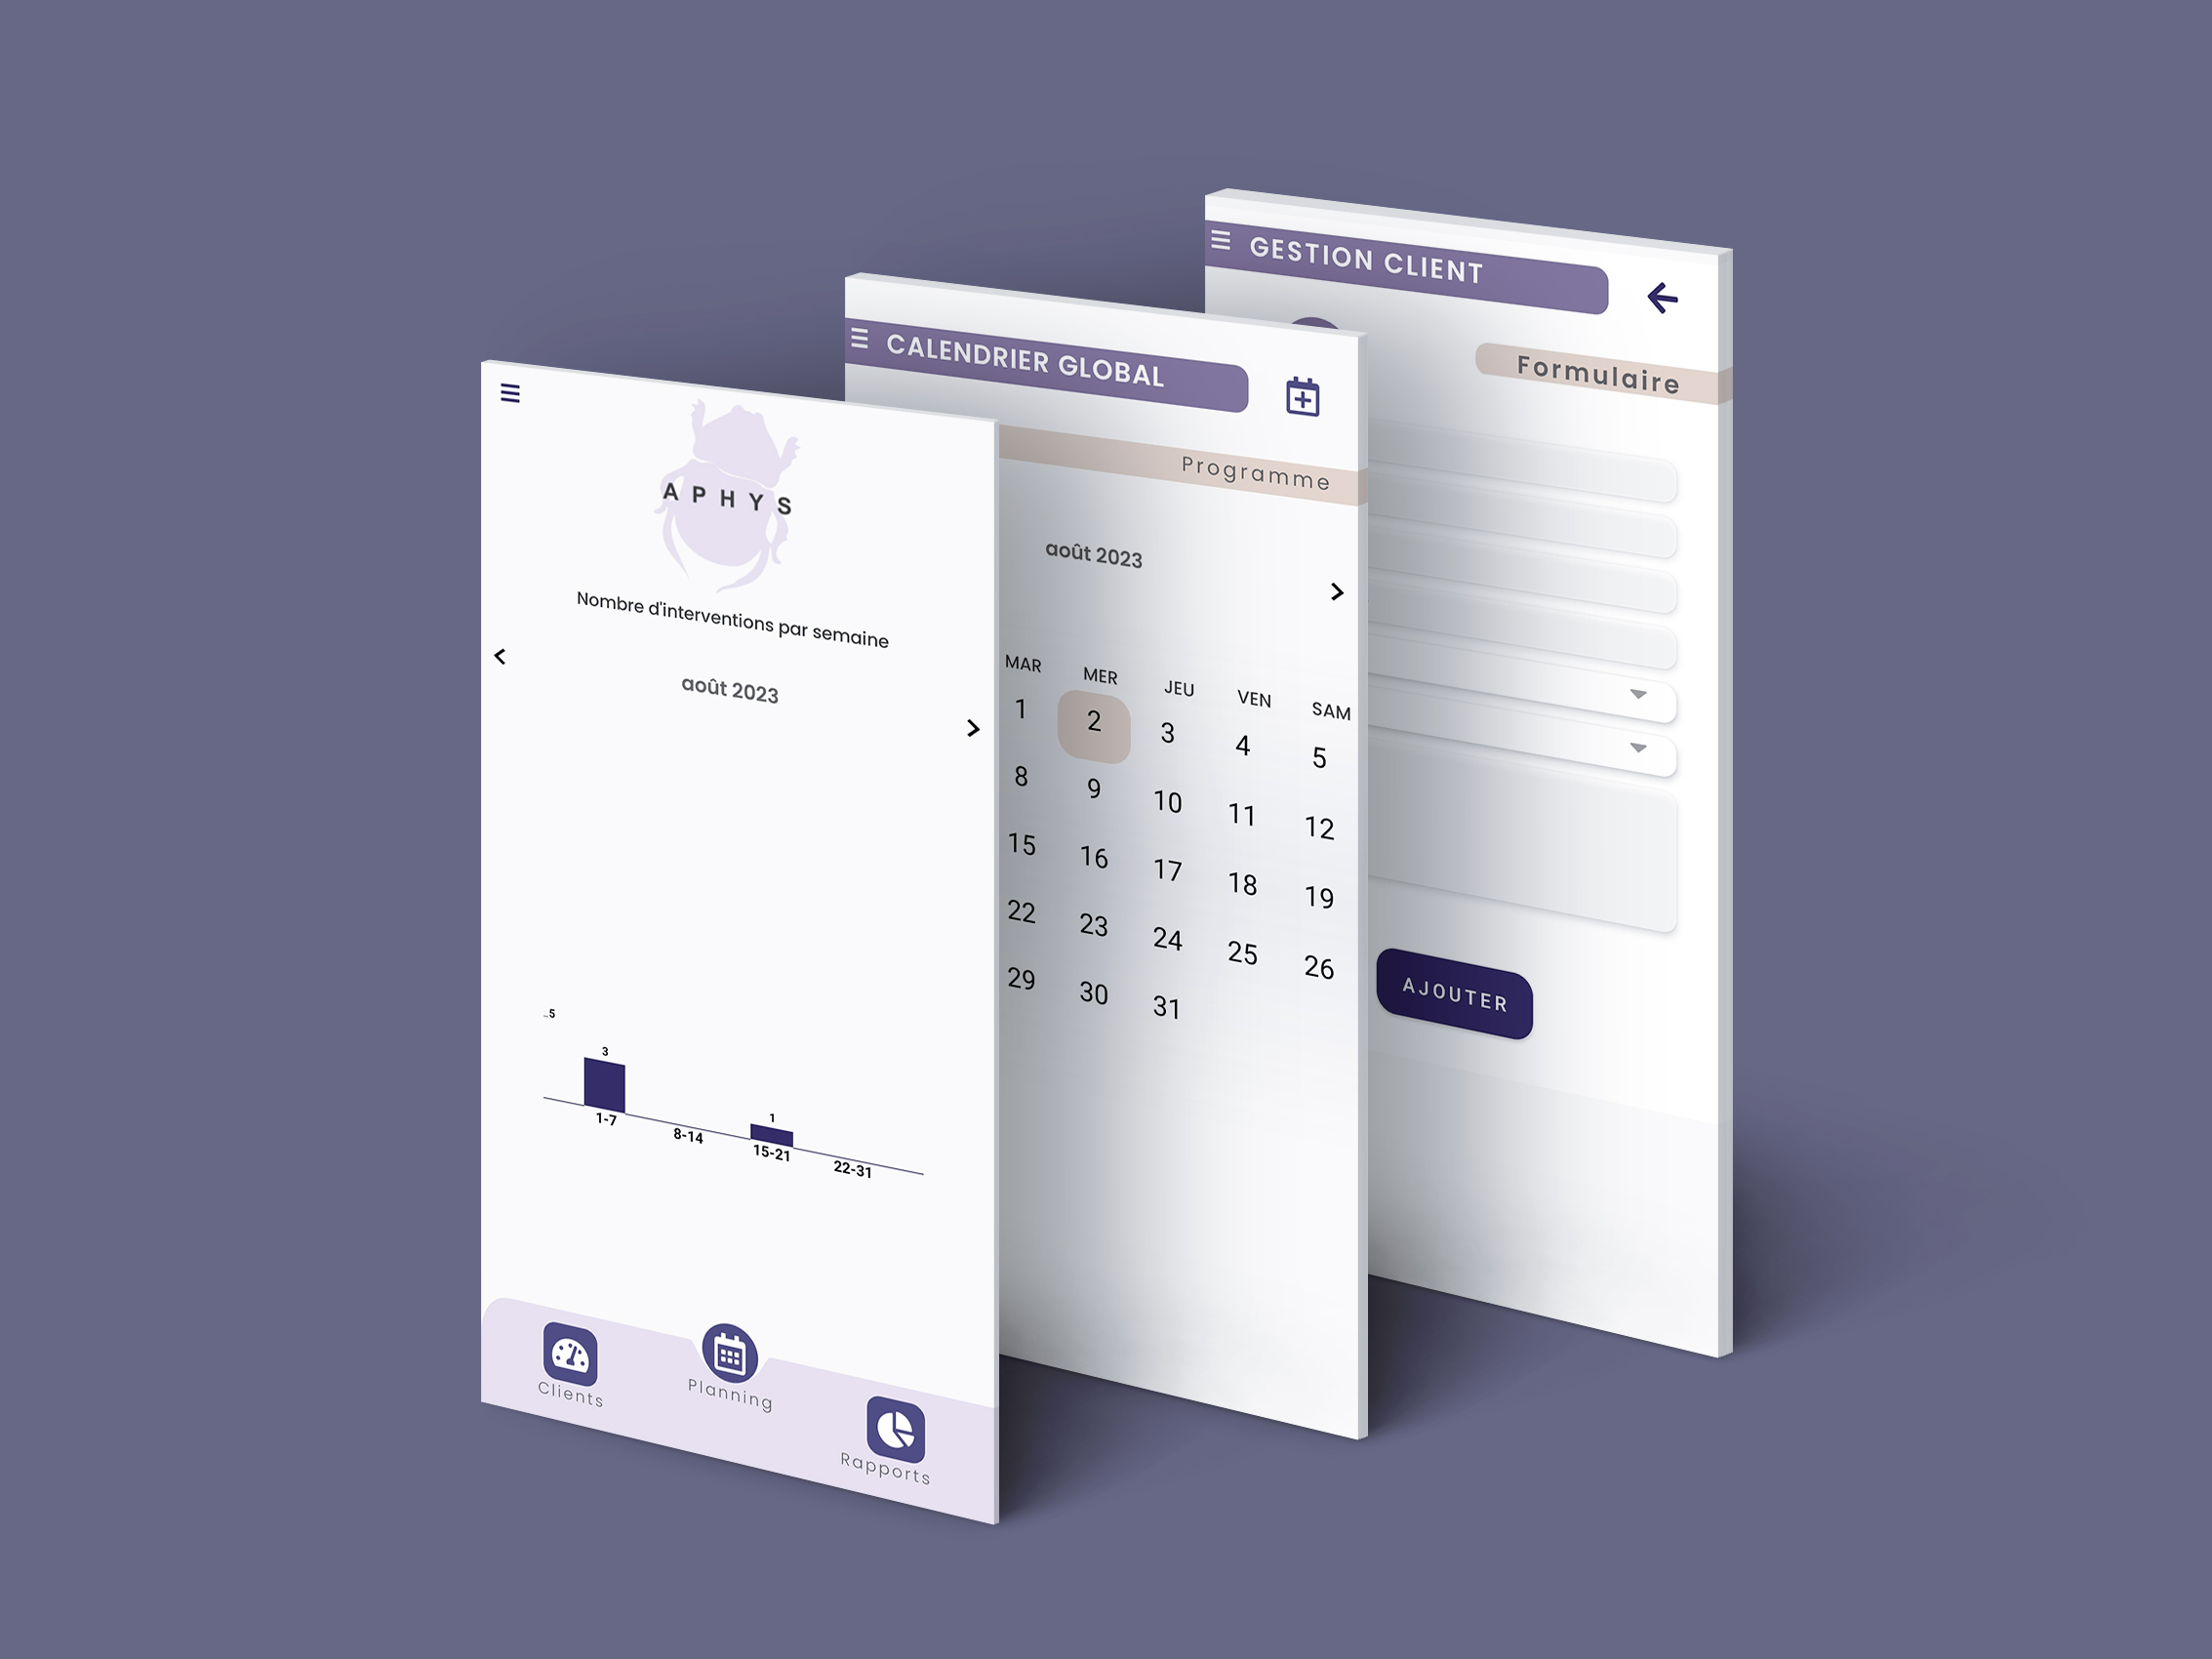 APHYS
Nombre d'interventions par semaine
août 2023
5
3
1
1-7
8-14
15-21
22-31
Clients
Planning
Rapports
CALENDRIER GLOBAL
Programme
août 2023
MAR MER JEU VEN SAM
1 2 3 4 5
8 9 10 11 12
15 16 17 18 19
22 23 24 25 26
29 30 31
GESTION CLIENT
Formulaire
AJOUTER